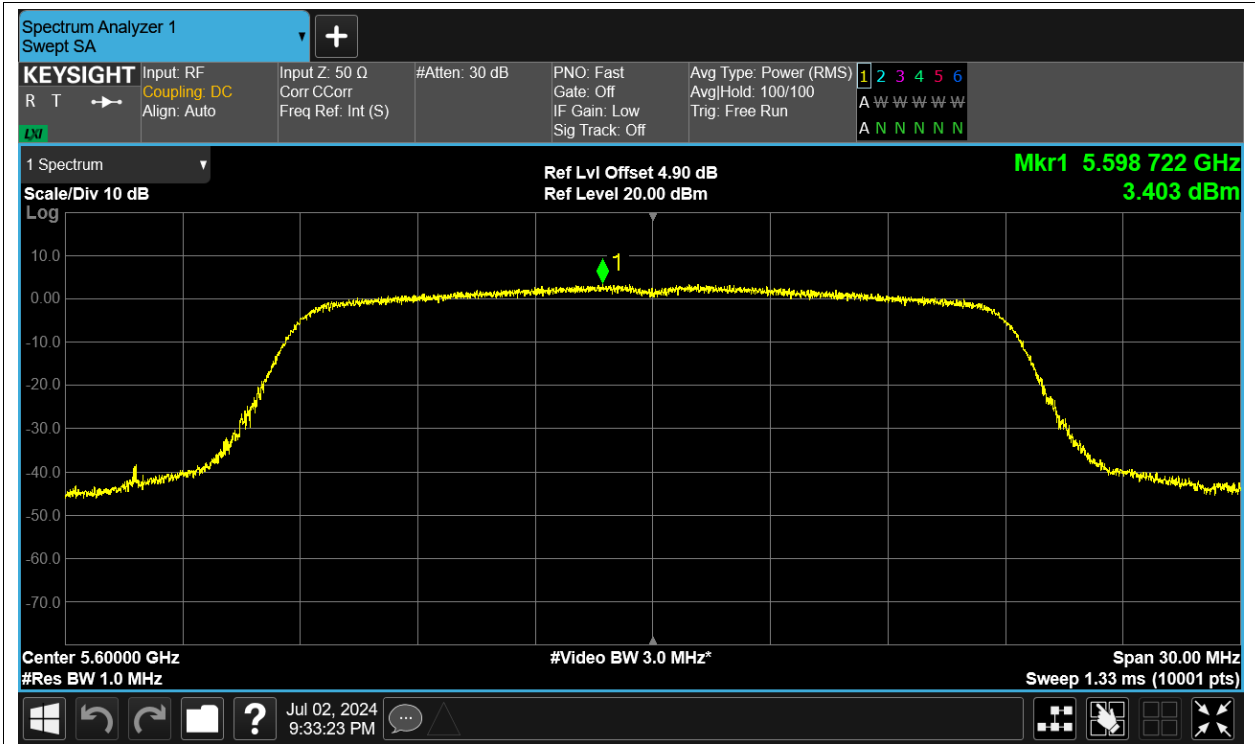 Spectrum Analyzer 1
Swept SA
KEYSIGHT
R T
LXI
Input: RF
Coupling: DC
Align: Auto
Input Z: 50 Ω
Corr CCorr
Freq Ref: Int (S)
#Atten: 30 dB
PNO: Fast
Gate: Off
IF Gain: Low
Sig Track: Off
Avg Type: Power (RMS)
Avg|Hold: 100/100
Trig: Free Run
1 2 3 4 5 6
A W W W W W
A N N N N N
1 Spectrum
Scale/Div 10 dB
Log
Ref Lvl Offset 4.90 dB
Ref Level 20.00 dBm
Mkr1 5.598 722 GHz
3.403 dBm
1
10.0
0.00
-10.0
-20.0
-30.0
-40.0
-50.0
-60.0
-70.0
Center 5.60000 GHz
#Res BW 1.0 MHz
#Video BW 3.0 MHz*
Span 30.00 MHz
Sweep 1.33 ms (10001 pts)
?
Jul 02, 2024
9:33:23 PM